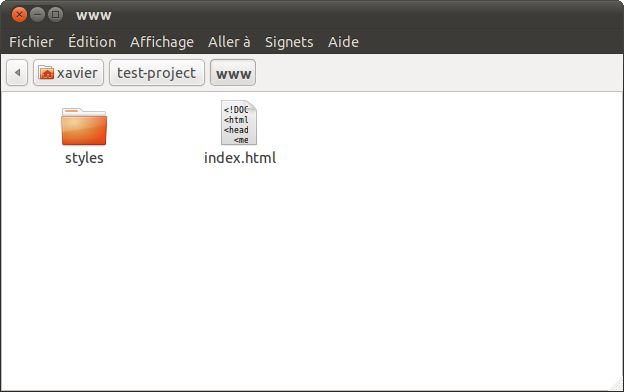 www
Fichier Édition Affichage Aller à Signets Aide
xavier test-project www
<!DOC
<html
<head
<me
styles index.html